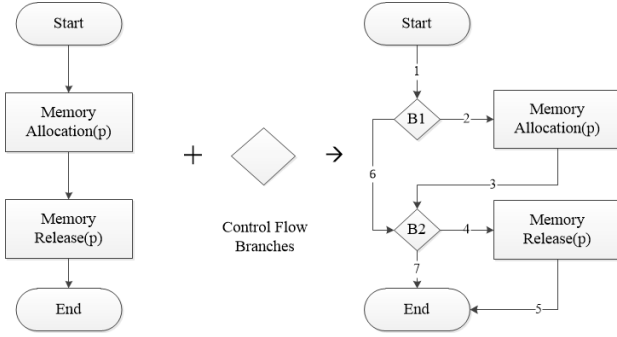 Start
Memory
Allocation(p)
Memory
Release(p)
End
+
Control Flow
Branches
Start
1
B1
2
Memory
Allocation(p)
6
3
B2
4
Memory
Release(p)
7
End
5